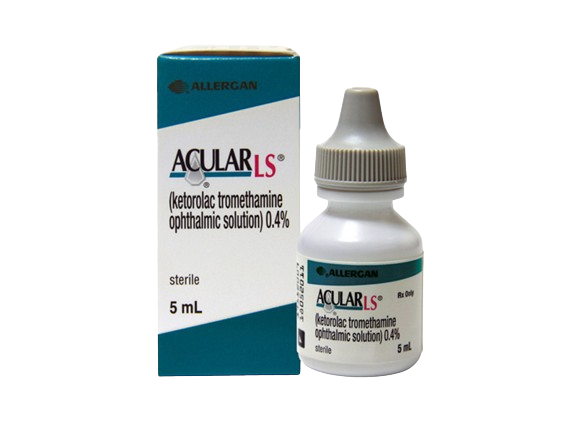 ALLERGAN
ACULAR LS®
®
(ketorolac tromethamine
ophthalmic solution) 0.4%
sterile
5 mL
ALLERGAN
ACULAR LS®
Rx Only
(ketorolac tromethamine
ophthalmic solution) 0.4%
sterile
5 mL